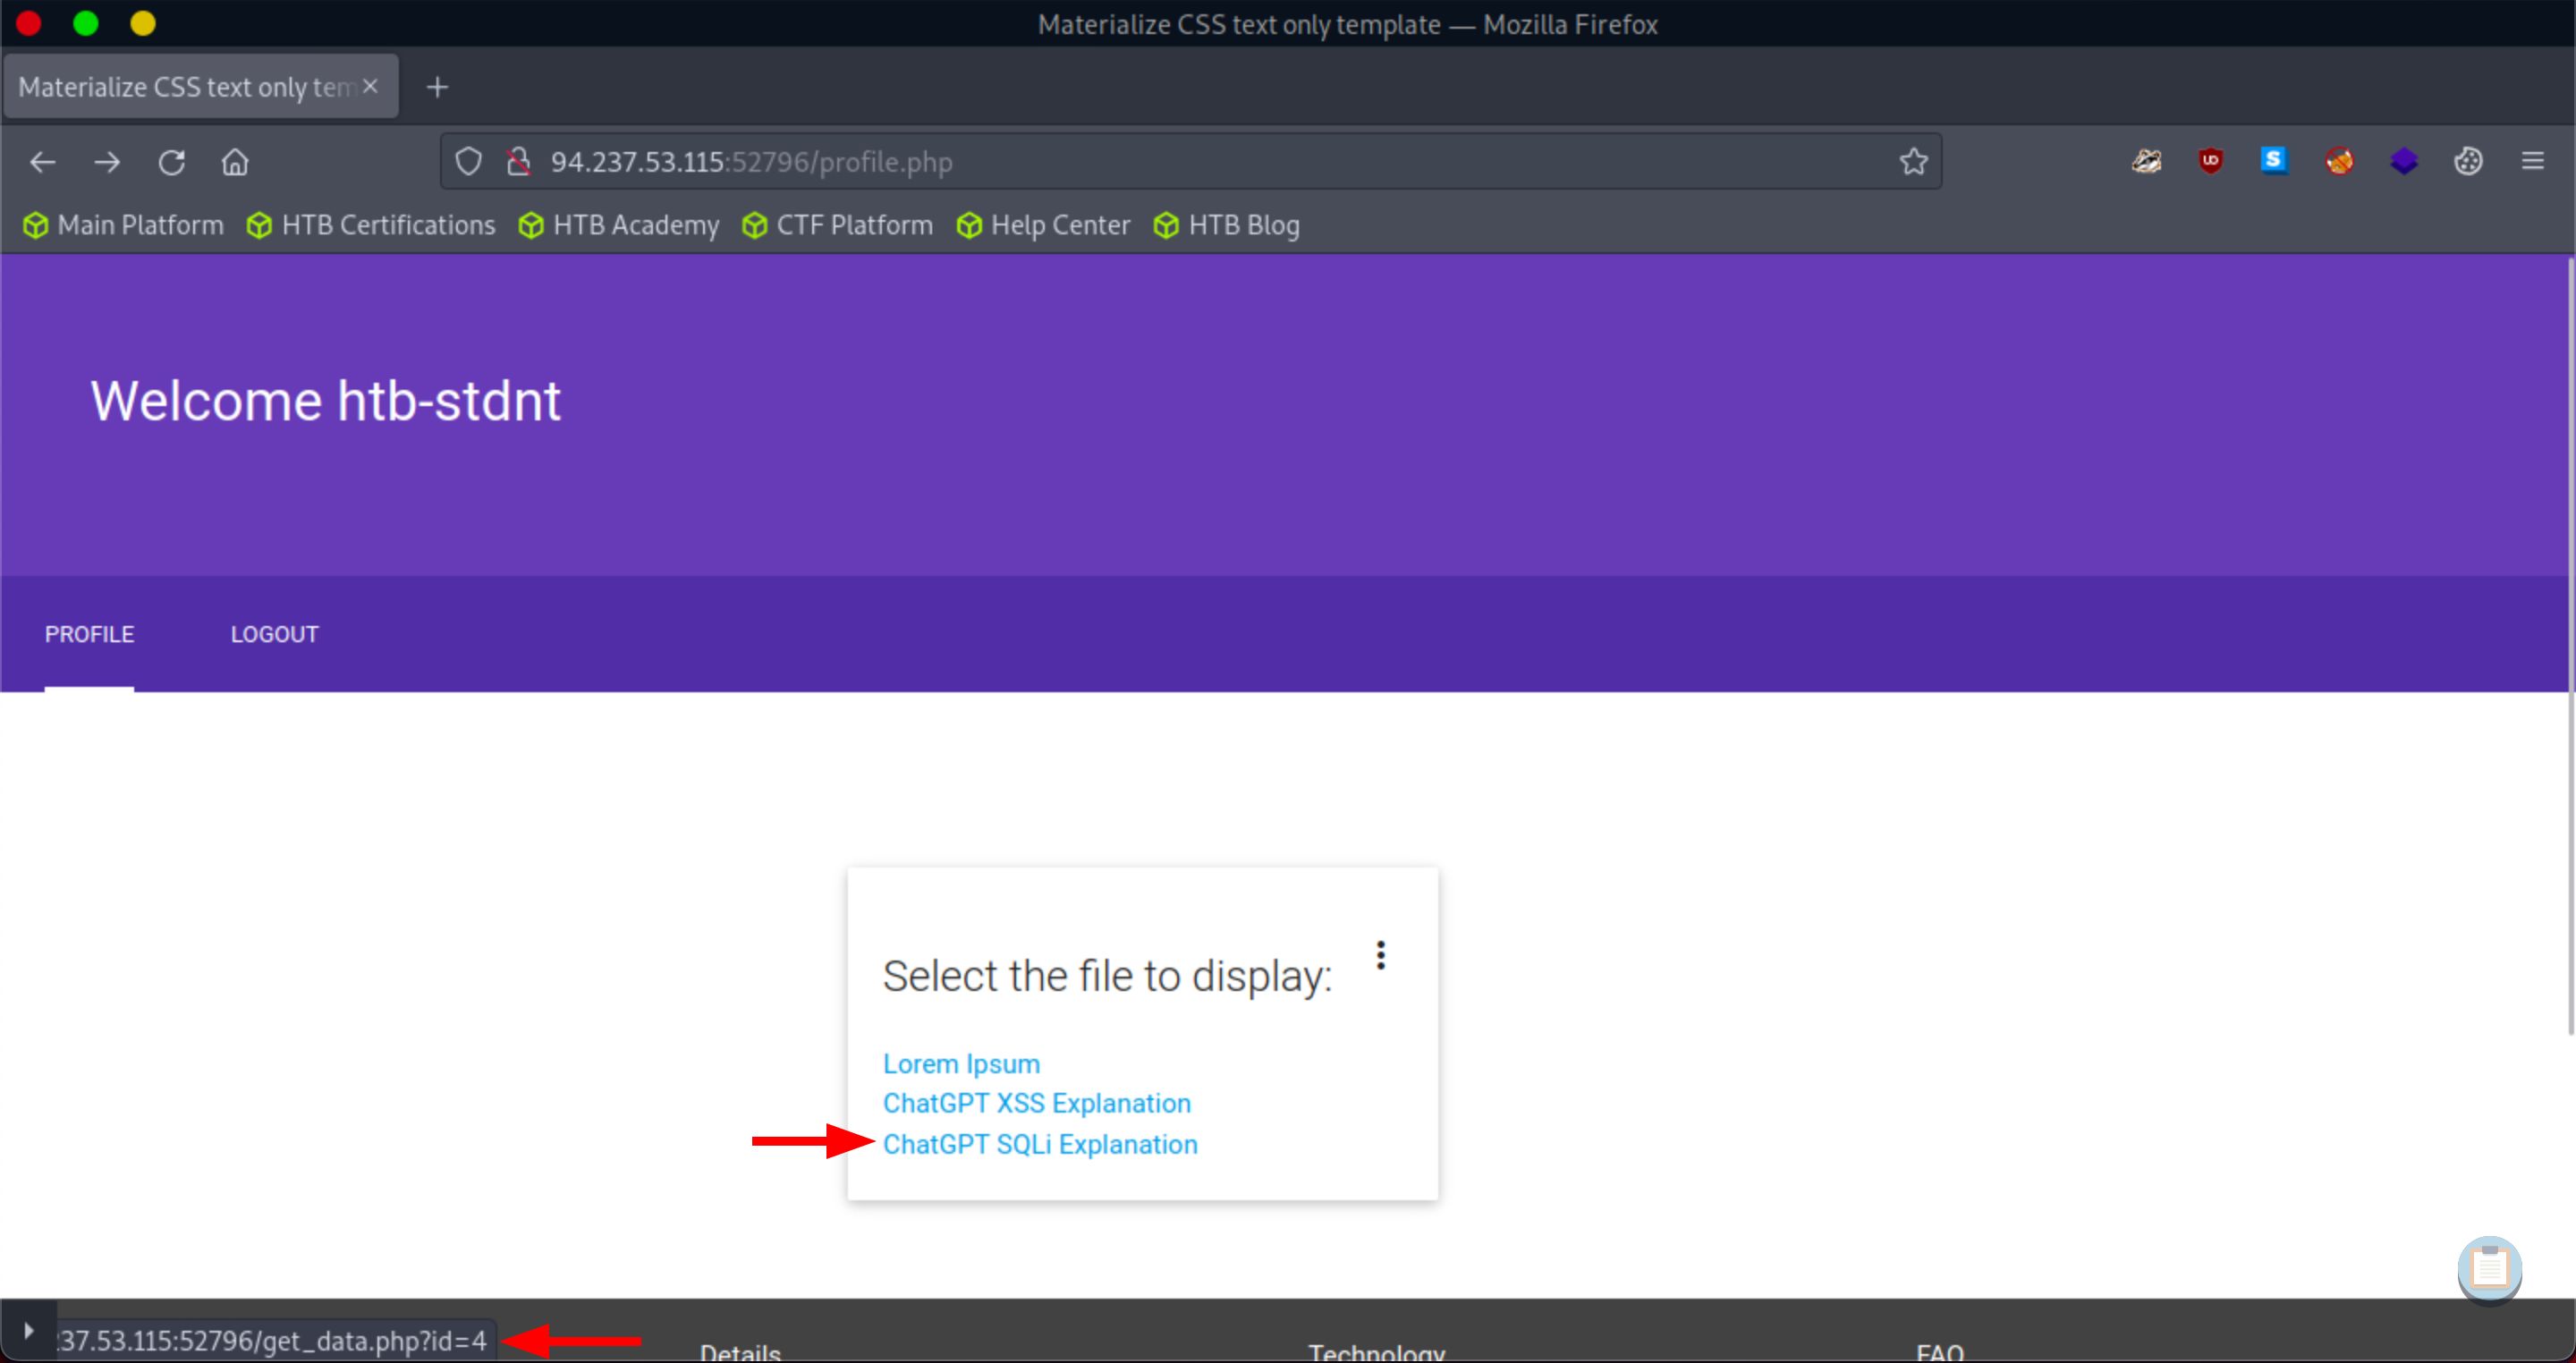 Materialize CSS text only template — Mozilla Firefox
Materialize CSS text only tem
94.237.53.115:52796/profile.php
Main Platform HTB Certifications HTB Academy CTF Platform Help Center HTB Blog
Welcome htb-stdnt
PROFILE LOGOUT
Select the file to display:
Lorem Ipsum
ChatGPT XSS Explanation
ChatGPT SQLi Explanation
37.53.115:52796/get_data.php?id=4
Details Technology FAQ